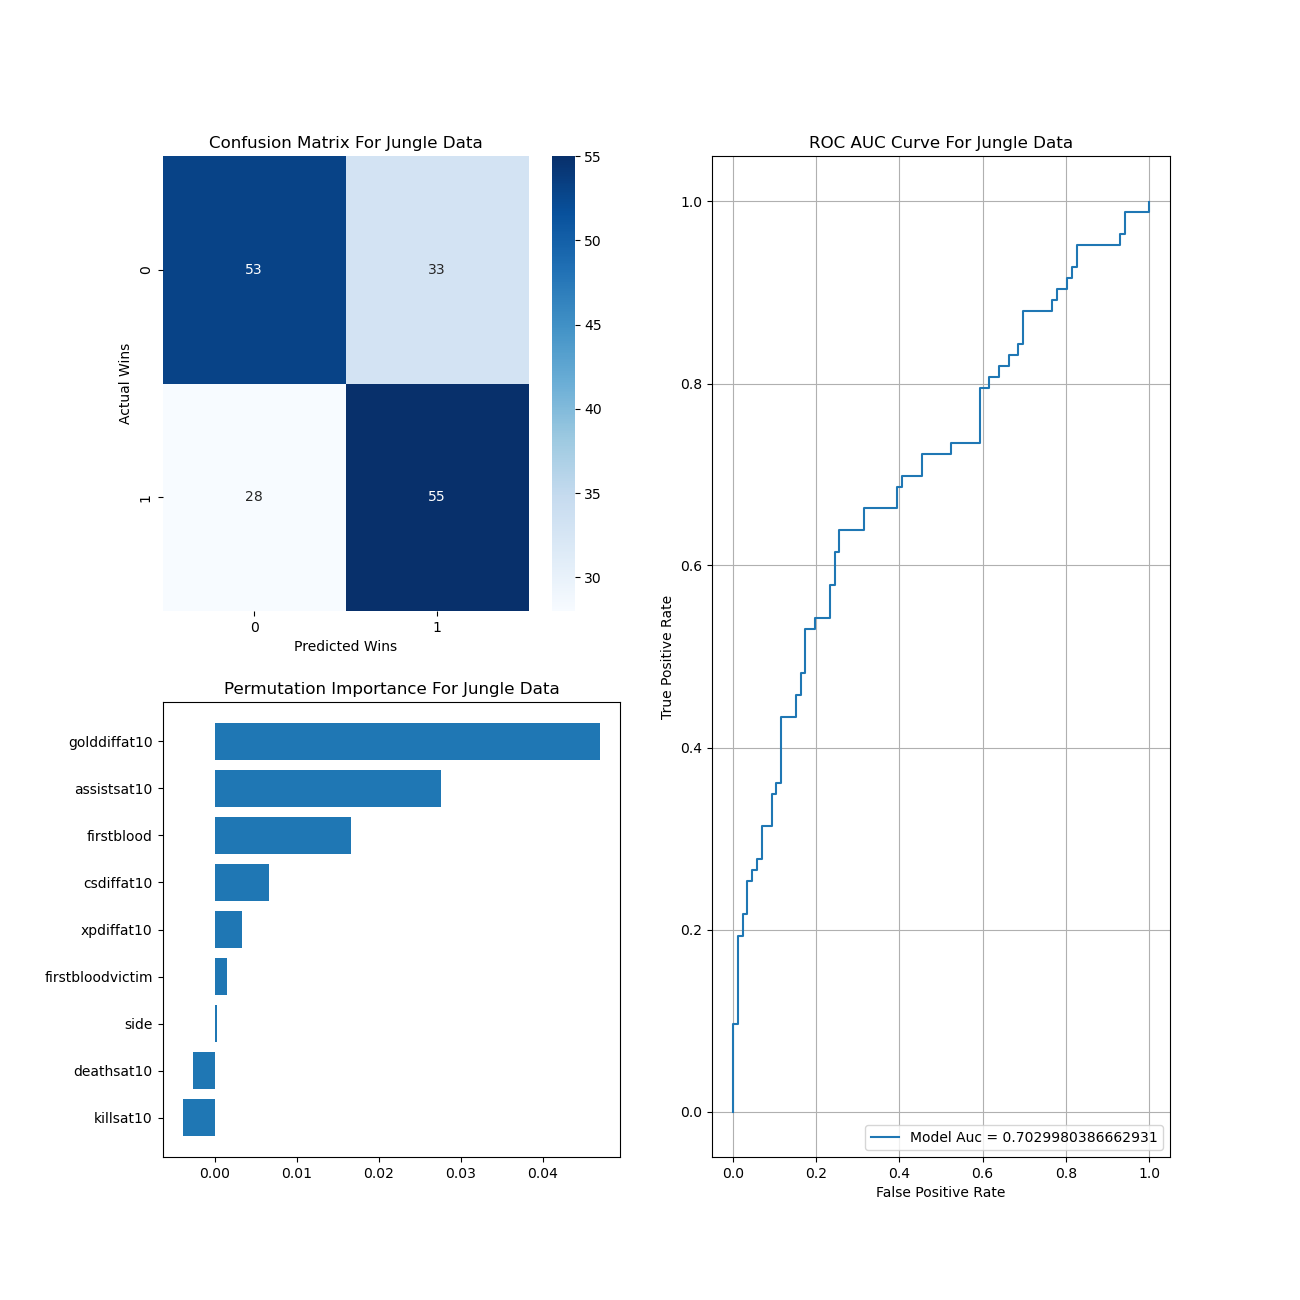 Confusion Matrix For Jungle Data
53
33
28
55
0
1
Actual Wins
0
1
Predicted Wins
55
50
45
40
35
30
Permutation Importance For Jungle Data
golddiffat10
assistsat10
firstblood
csdiffat10
xpdiffat10
firstbloodvictim
side
deathsat10
killsat10
0.00 0.01 0.02 0.03 0.04
ROC AUC Curve For Jungle Data
1.0
0.8
0.6
0.4
0.2
0.0
True Positive Rate
Model Auc = 0.7029980386662931
0.0 0.2 0.4 0.6 0.8 1.0
False Positive Rate